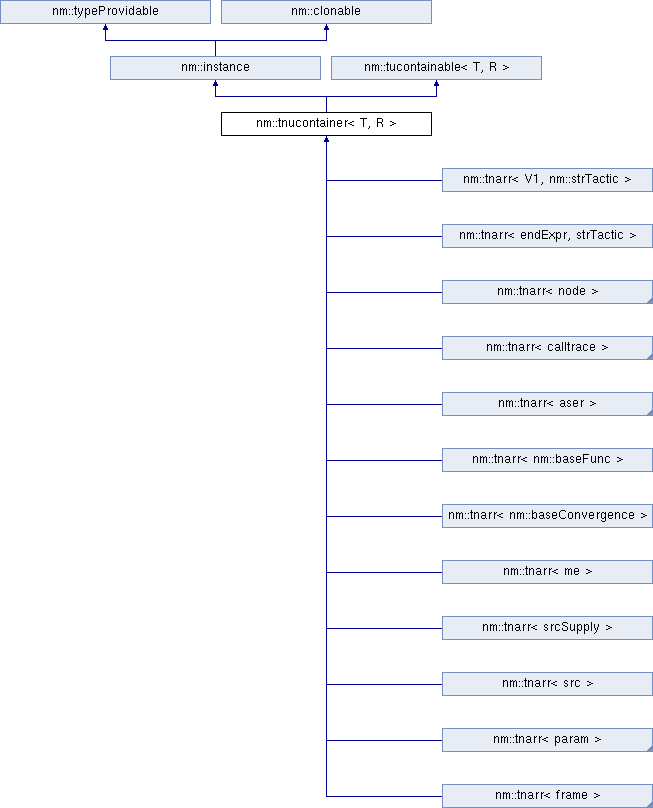 nm::typeProvidable
nm::clonable
nm::instance
nm::tucontainable< T, R >
nm::tnucontainer< T, R >
nm::tnarr< V1, nm::strTactic >
nm::tnarr< endExpr, strTactic >
nm::tnarr< node >
nm::tnarr< calltrace >
nm::tnarr< aser >
nm::tnarr< nm::baseFunc >
nm::tnarr< nm::baseConvergence >
nm::tnarr< me >
nm::tnarr< srcSupply >
nm::tnarr< src >
nm::tnarr< param >
nm::tnarr< frame >